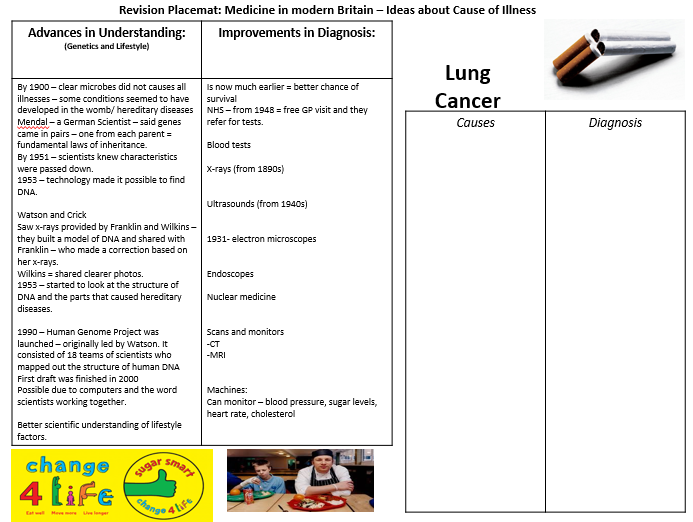 Revision Placemat: Medicine in modern Britain – Ideas about Cause of Illness
Advances in Understanding:
(Genetics and Lifestyle)
By 1900 – clear microbes did not causes all
illnesses – some conditions seemed to have
developed in the womb/ hereditary diseases
Mendal – a German Scientist – said genes
came in pairs – one from each parent =
fundamental laws of inheritance.
By 1951 – scientists knew characteristics
were passed down.
1953 – technology made it possible to find
DNA.
Watson and Crick
Saw x-rays provided by Franklin and Wilkins –
they built a model of DNA and shared with
Franklin – who made a correction based on
her x-rays.
Wilkins = shared clearer photos.
1953 – started to look at the structure of
DNA and the parts that caused hereditary
diseases.
1990 – Human Genome Project was
launched – originally led by Watson. It
consisted of 18 teams of scientists who
mapped out the structure of human DNA
First draft was finished in 2000
Possible due to computers and the word
scientists working together.
Better scientific understanding of lifestyle
factors.
Improvements in Diagnosis:
Is now much earlier = better chance of
survival
NHS – from 1948 = free GP visit and they
refer for tests.
Blood tests
X-rays (from 1890s)
Ultrasounds (from 1940s)
1931- electron microscopes
Endoscopes
Nuclear medicine
Scans and monitors
-CT
-MRI
Machines:
Can monitor – blood pressure, sugar levels,
heart rate, cholesterol
Lung
Cancer
Causes
Diagnosis
change
4 LiFe
Eat well Move more Live longer
sugar smart
change 4 life